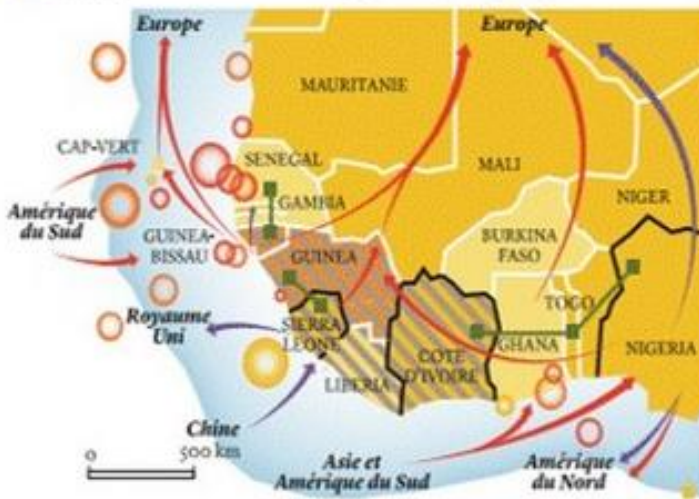 Europe
Europe
MAURITANIE
CAP-VERT
SENEGAL
MALI
GAMBIA
NIGER
Amérique
du Sud
GUINEA-
BISSAU
GUINEA
BURKINA
FASO
TOGO
Royaume
Uni
SIERRA
LEONE
GHANA
NIGERIA
COTE
D'IVOIRE
LIBERIA
Chine
0
500 km
Asie et
Amérique du Sud
Amérique
du Nord